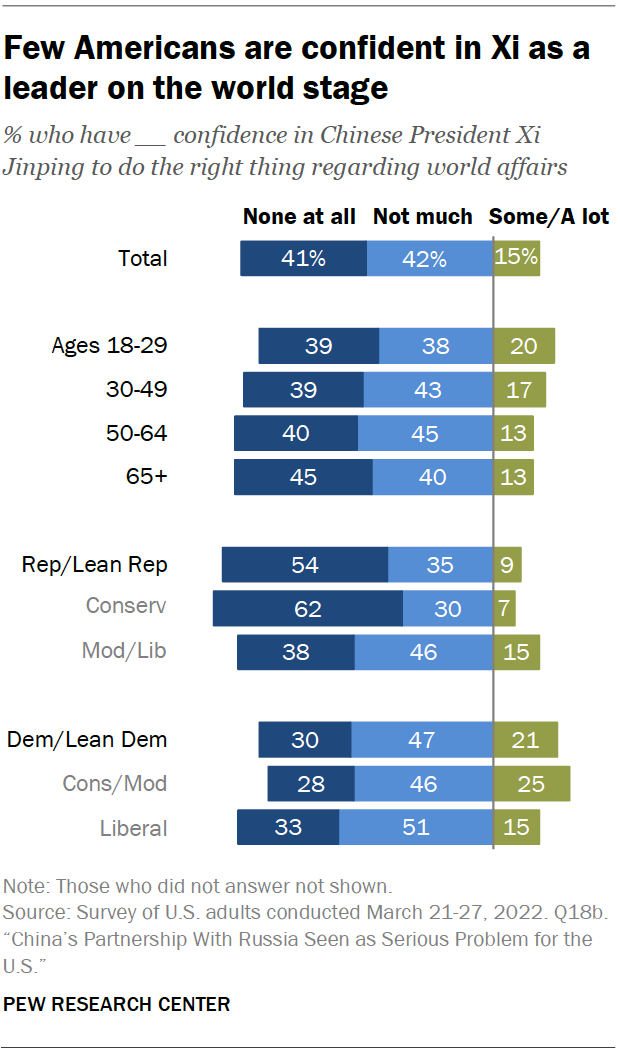 Few Americans are confident in Xi as a
leader on the world stage
% who have __ confidence in Chinese President Xi
Jinping to do the right thing regarding world affairs
None at all Not much Some/A lot
Total 41% 42% 15%
Ages 18-29 39 38 20
30-49 39 43 17
50-64 40 45 13
65+ 45 40 13
Rep/Lean Rep 54 35 9
Conserv 62 30 7
Mod/Lib 38 46 15
Dem/Lean Dem 30 47 21
Cons/Mod 28 46 25
Liberal 33 51 15
Note: Those who did not answer not shown.
Source: Survey of U.S. adults conducted March 21-27, 2022. Q18b.
“China’s Partnership With Russia Seen as Serious Problem for the
U.S.”
PEW RESEARCH CENTER